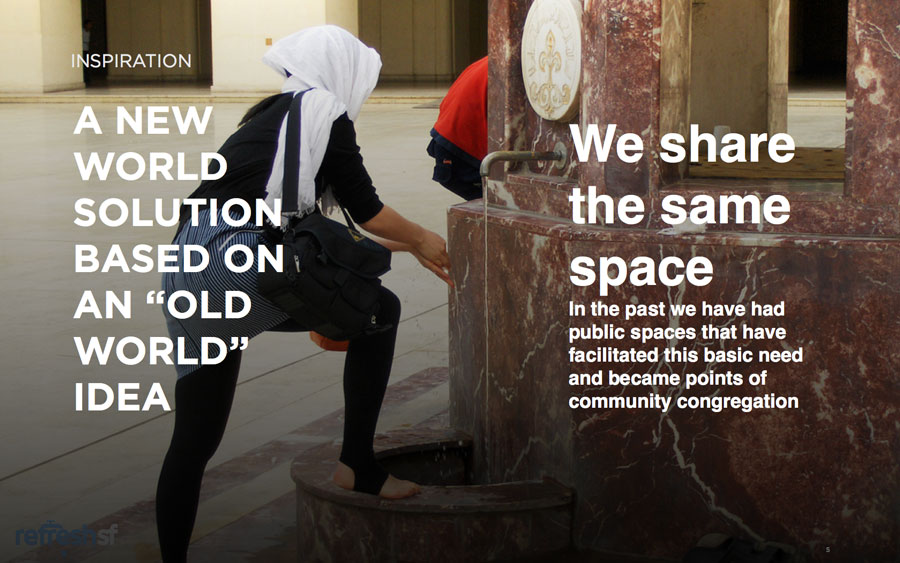 INSPIRATION
A NEW
WORLD
SOLUTION
BASED ON
AN “OLD
WORLD”
IDEA
We share
the same
space
In the past we have had
public spaces that have
facilitated this basic need
and became points of
community congregation
refreshsf
5